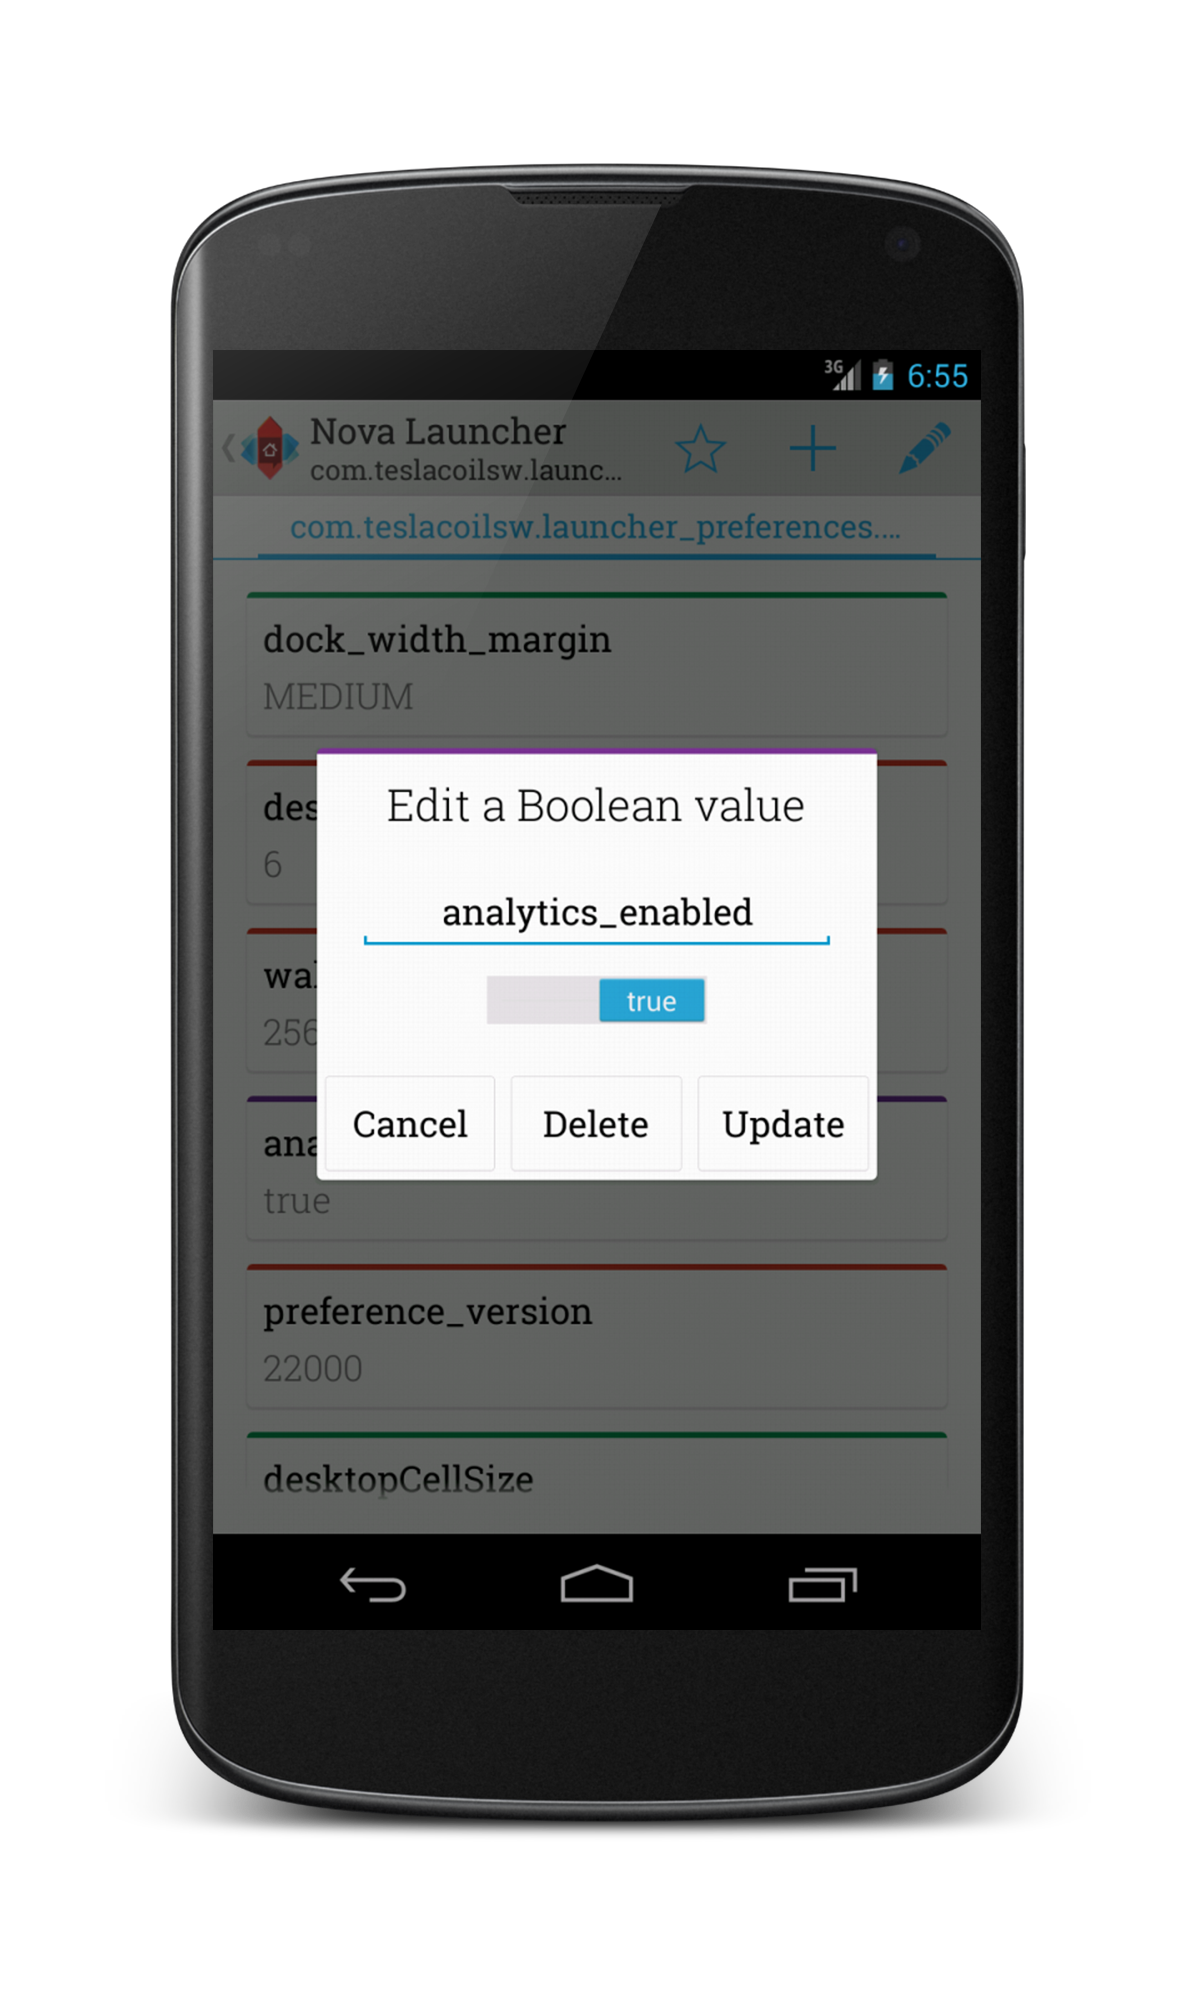 3G 6:55
Nova Launcher
com.teslacoilsw.launc...
com.teslacoilsw.launcher_preferences....
dock_width_margin
MEDIUM
des
6
Edit a Boolean value
analytics_enabled
wal
true
256
Cancel Delete Update
ana
true
preference_version
22000
desktopCellSize